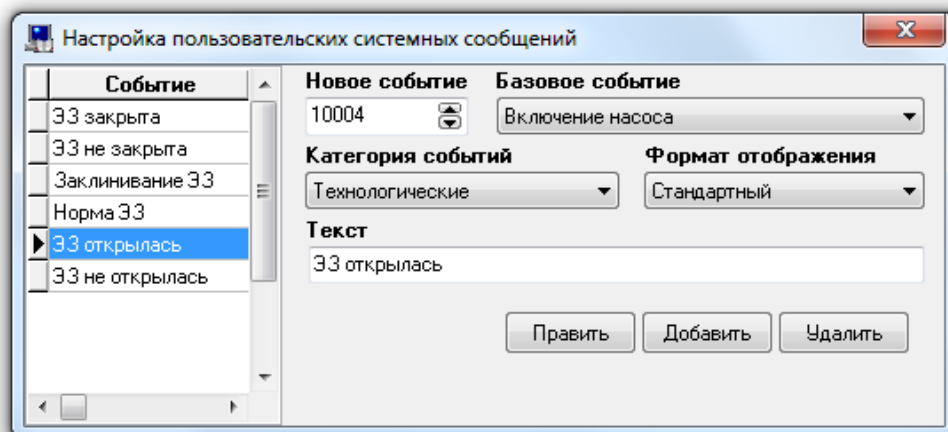 Настройка пользовательских системных сообщений
Событие
ЭЗ закрыта
ЭЗ не закрыта
Заклинивание ЭЗ
Норма ЭЗ
ЭЗ открылась
ЭЗ не открылась
Новое событие
Базовое событие
10004
Включение насоса
Категория событий
Формат отображения
Технологические
Стандартный
Текст
ЭЗ открылась
Править
Добавить
Удалить